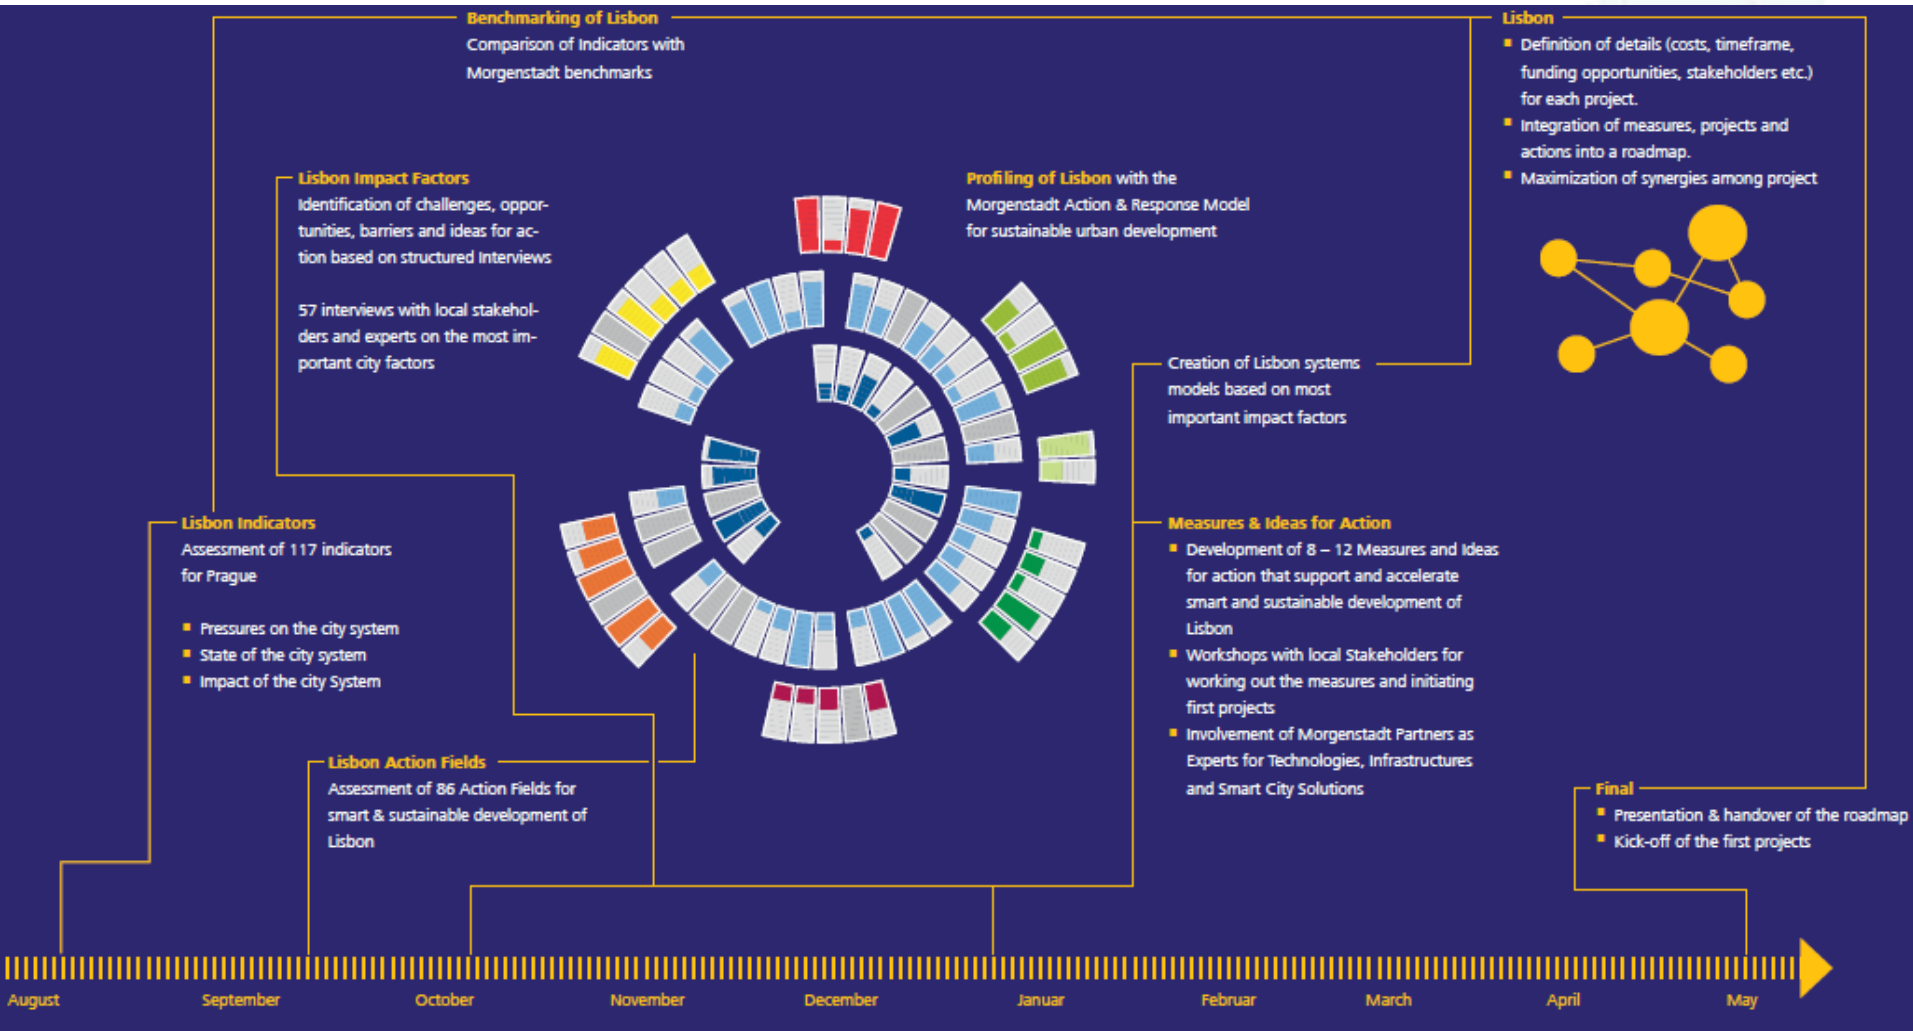 Benchmarking of Lisbon
Comparison of Indicators with
Morgenstadt benchmarks
Lisbon
Definition of details (costs, timeframe,
funding opportunities, stakeholders etc.)
for each project.
Integration of measures, projects and
actions into a roadmap.
Maximization of synergies among project
Lisbon Impact Factors
Identification of challenges, oppor-
tunities, barriers and ideas for ac-
tion based on structured Interviews
57 interviews with local stakehol-
ders and experts on the most im-
portant city factors
Profiling of Lisbon with the
Morgenstadt Action & Response Model
for sustainable urban development
Creation of Lisbon systems
models based on most
important impact factors
Lisbon Indicators
Assessment of 117 indicators
for Prague
Pressures on the city system
State of the city system
Impact of the city System
Measures & Ideas for Action
Development of 8 – 12 Measures and Ideas
for action that support and accelerate
smart and sustainable development of
Lisbon
Workshops with local Stakeholders for
working out the measures and initiating
first projects
Involvement of Morgenstadt Partners as
Experts for Technologies, Infrastructures
and Smart City Solutions
Lisbon Action Fields
Assessment of 86 Action Fields for
smart & sustainable development of
Lisbon
Final
Presentation & handover of the roadmap
Kick-off of the first projects
August September October November December Januar Februar March April May